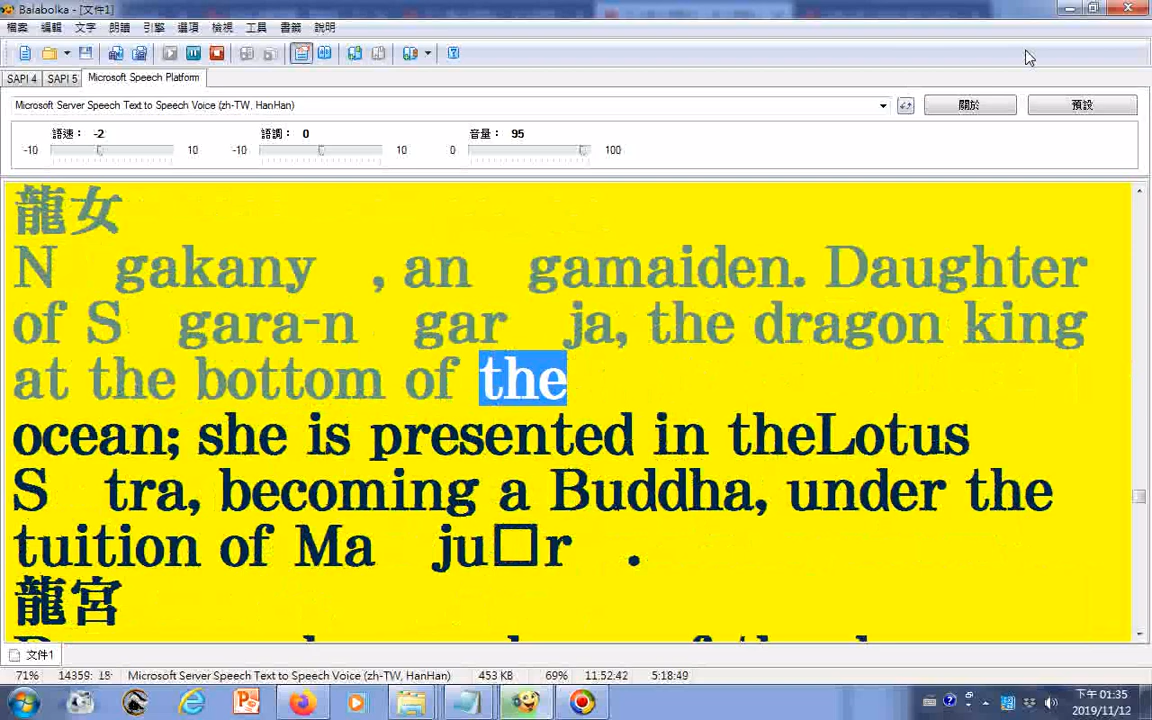 Balabolka - [文件1]
檔案 編輯 文字 朗讀 引擎 選項 檢視 工具 書籤 說明
SAPI 4 SAPI 5 Microsoft Speech Platform
Microsoft Server Speech Text to Speech Voice (zh-TW, HanHan) 關於 預設
語速： -2 語調： 0 音量： 95
-10 10 -10 10 0 100
龍女
N gakany , an gamaiden. Daughter
of S gara-n gar ja, the dragon king
at the bottom of the
ocean; she is presented in theLotus
S tra, becoming a Buddha, under the
tuition of Ma ju□r .
龍宮
文件1
71% 14359: 18 Microsoft Server Speech Text to Speech Voice (zh-TW, HanHan) 453 KB 69% 11:52:42 5:18:49
下午 01:35
2019/11/12